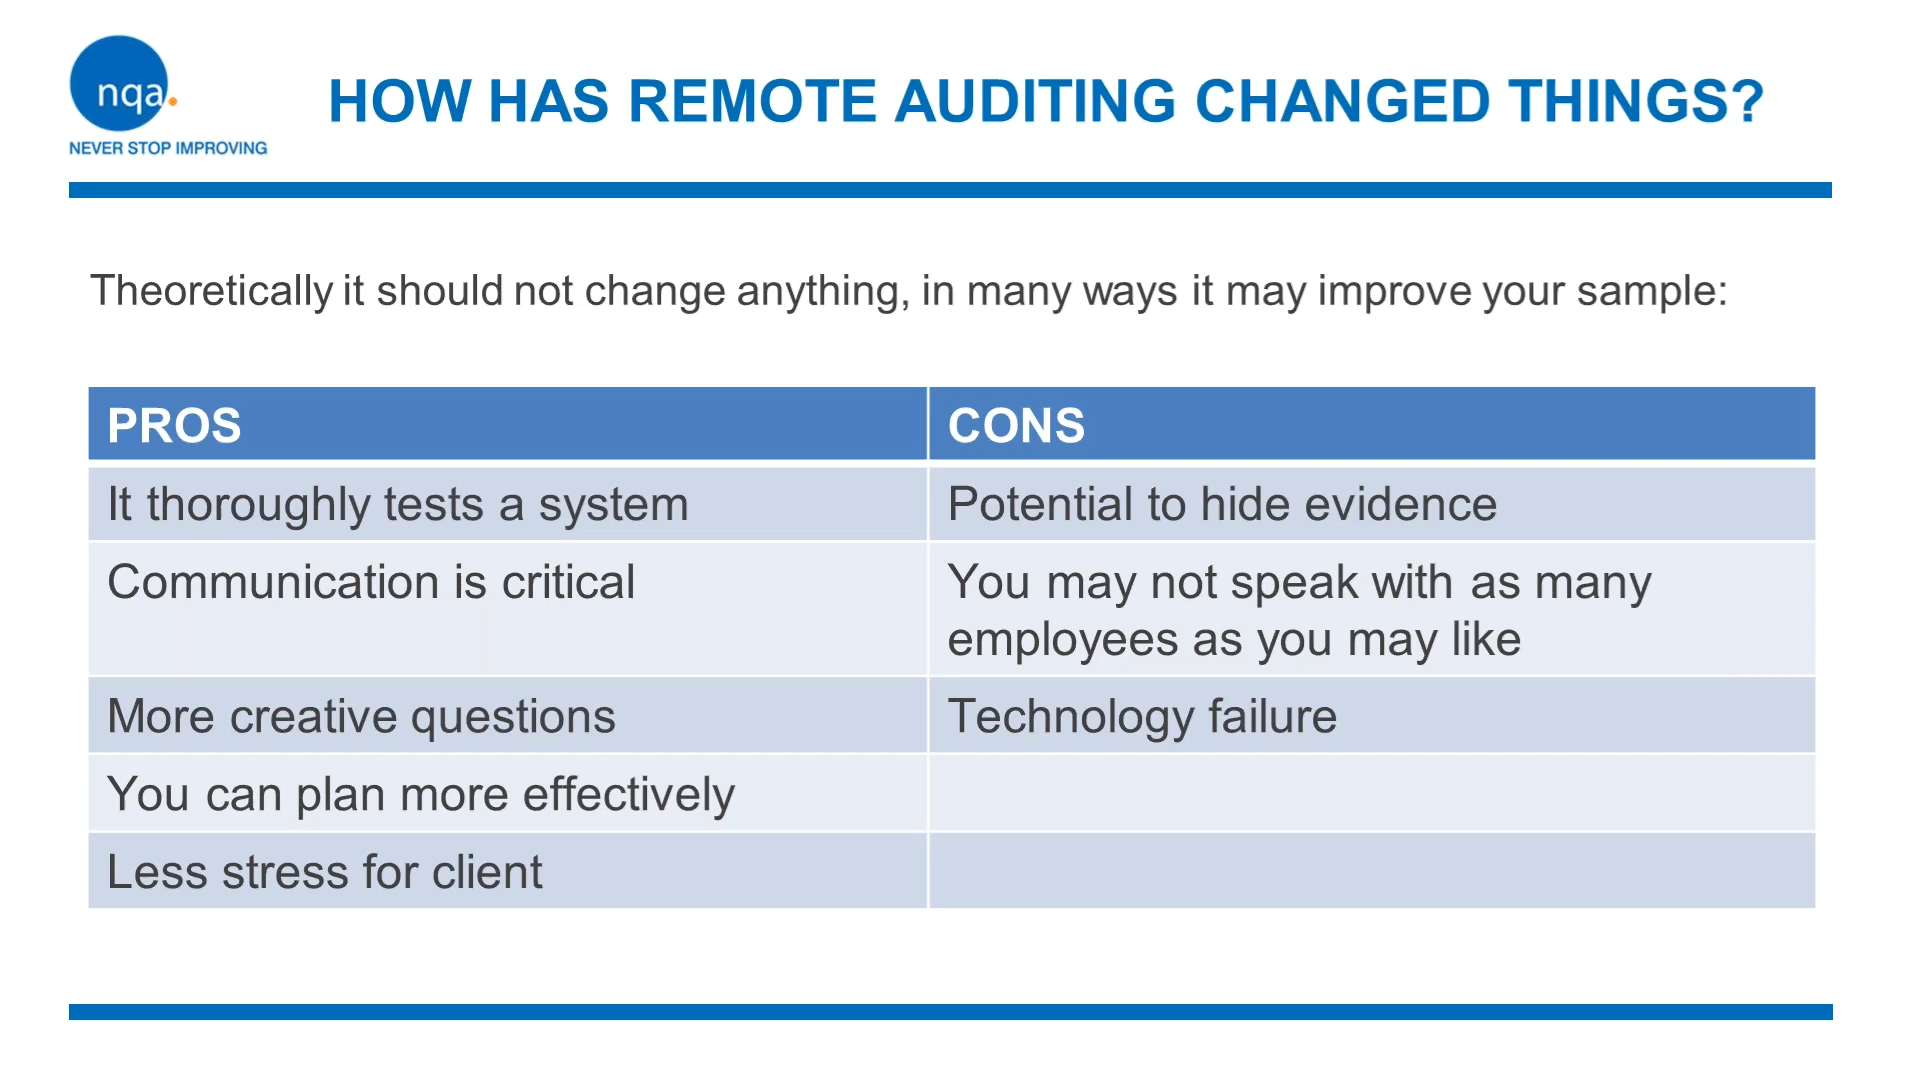 nqa.
NEVER STOP IMPROVING
HOW HAS REMOTE AUDITING CHANGED THINGS?
Theoretically it should not change anything, in many ways it may improve your sample:
PROS
CONS
It thoroughly tests a system
Potential to hide evidence
Communication is critical
You may not speak with as many
employees as you may like
More creative questions
Technology failure
You can plan more effectively
Less stress for client